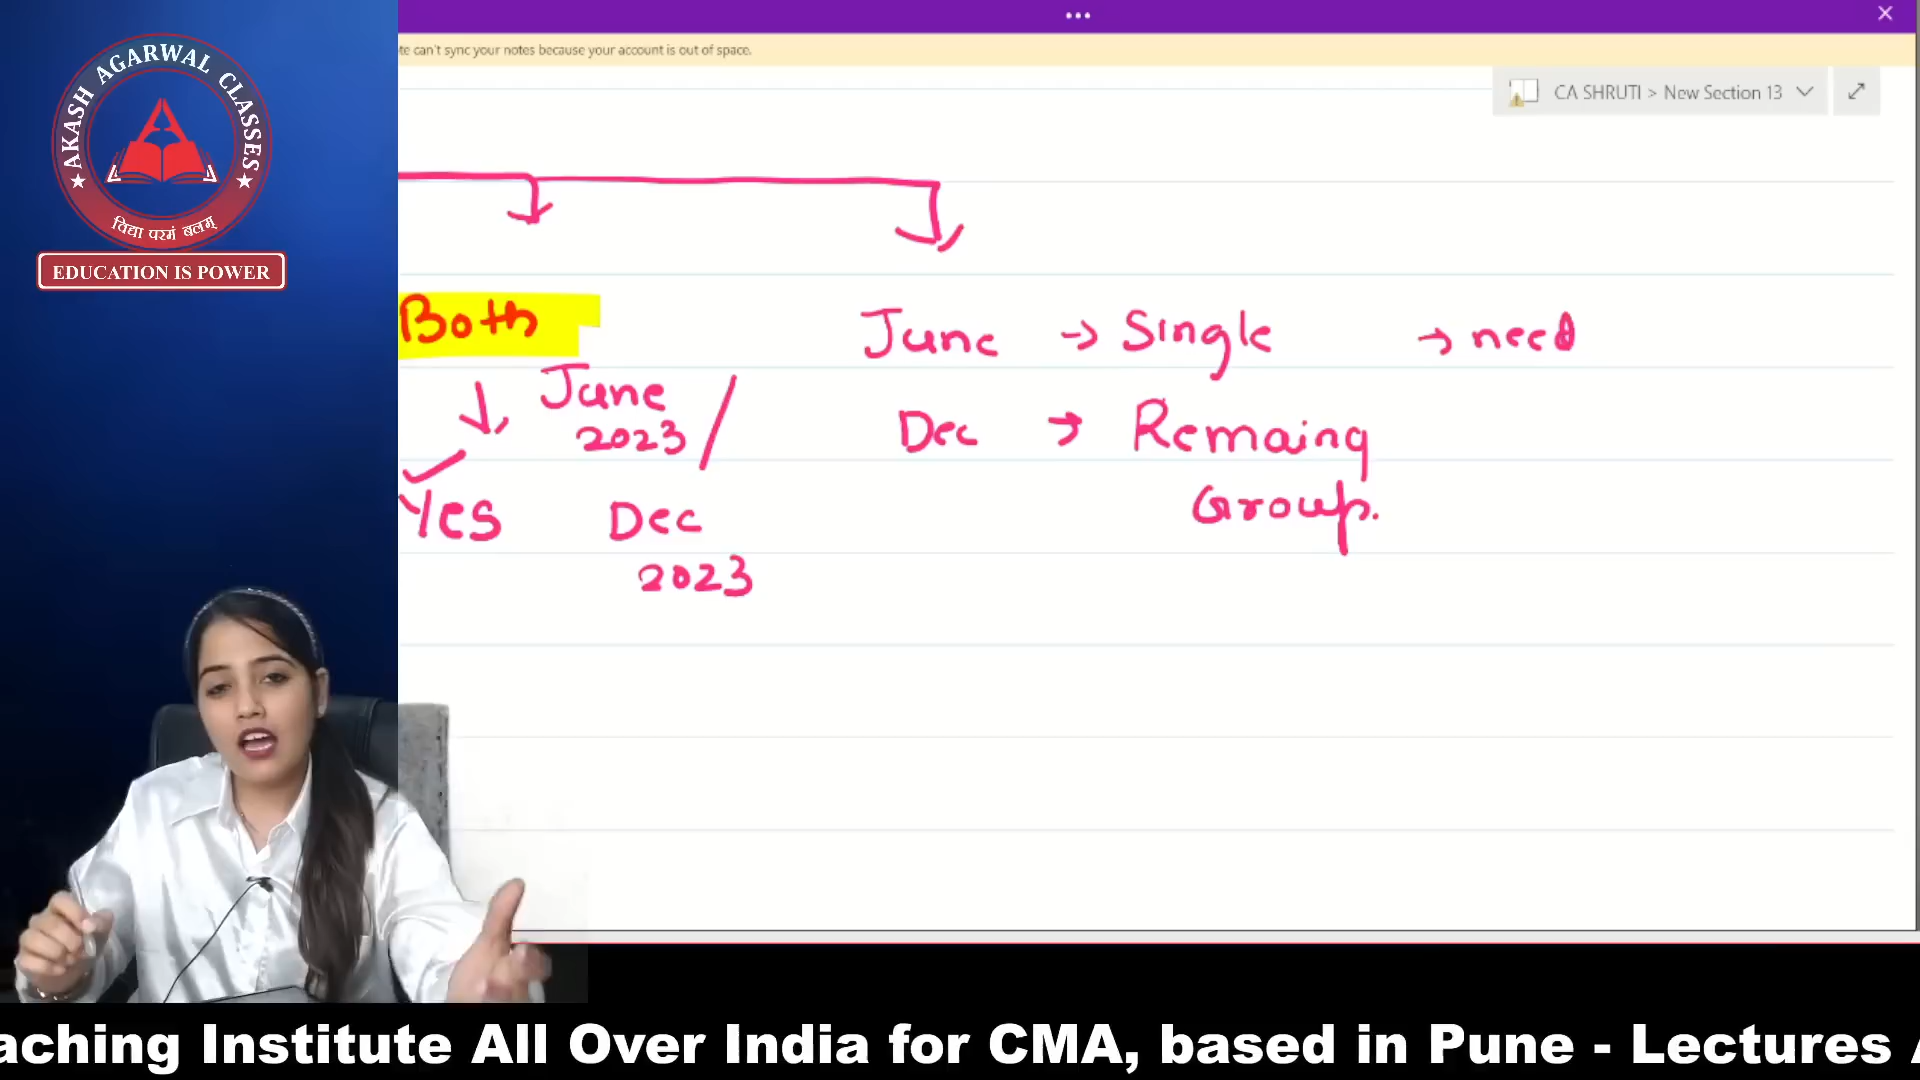 AKASH AGARWAL CLASSES
विद्या परमं बलम्
EDUCATION IS POWER
te can't sync your notes because your account is out of space.
CA SHRUTI > New Section 13
Both
June → Single → need
June
2023 /
Dec → Remaing
Group.
Yes
Dec
2023
aching Institute All Over India for CMA, based in Pune - Lectures A